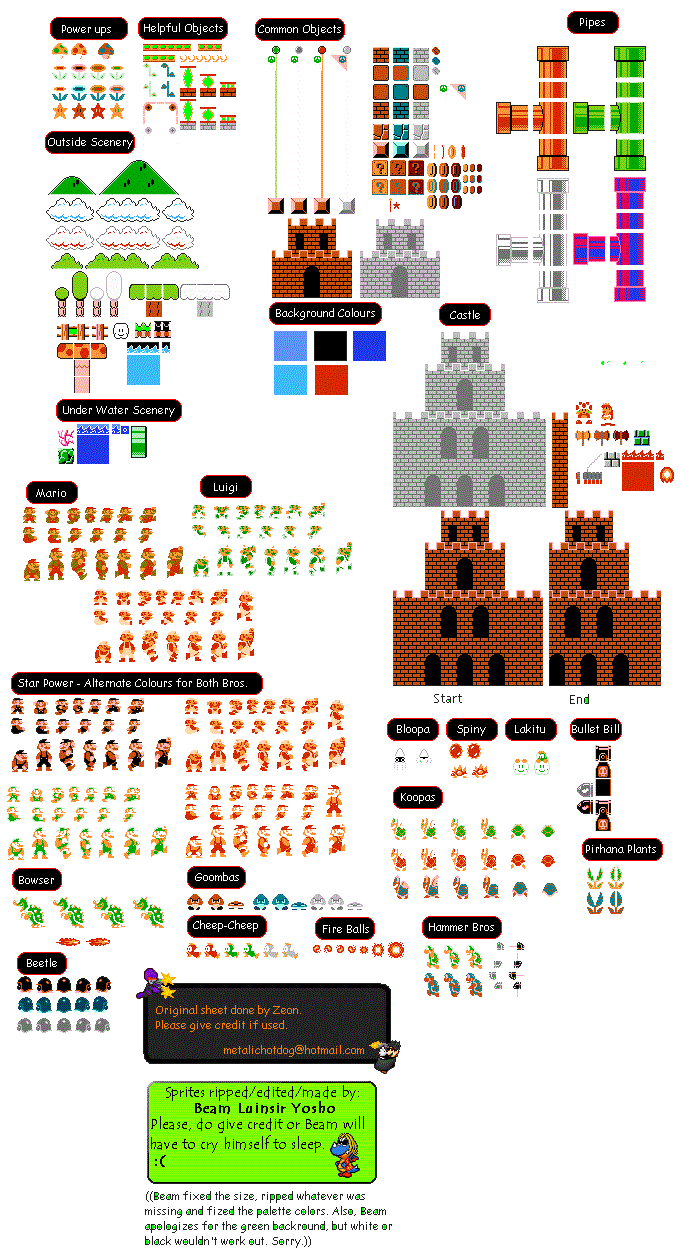 Power ups
Helpful Objects
Common Objects
Pipes
Outside Scenery
Background Colours
Castle
Under Water Scenery
Mario
Luigi
Star Power - Alternate Colours for Both Bros.
Start
End
Bloopa
Spiny
Lakitu
Bullet Bill
Koopas
Pirhana Plants
Bowser
Goombas
Cheep-Cheep
Fire Balls
Hammer Bros
Beetle
Original sheet done by Zeon.
Please give credit if used.
metalichotdog@hotmail.com
Sprites ripped/edited/made by:
Beam Luinsir Yosho
Please, do give credit or Beam will
have to cry himself to sleep.
:(
((Beam fixed the size, ripped whatever was
missing and fized the palette colors. Also, Beam
apologizes for the green backround, but white or
black wouldn't work out. Sorry.))